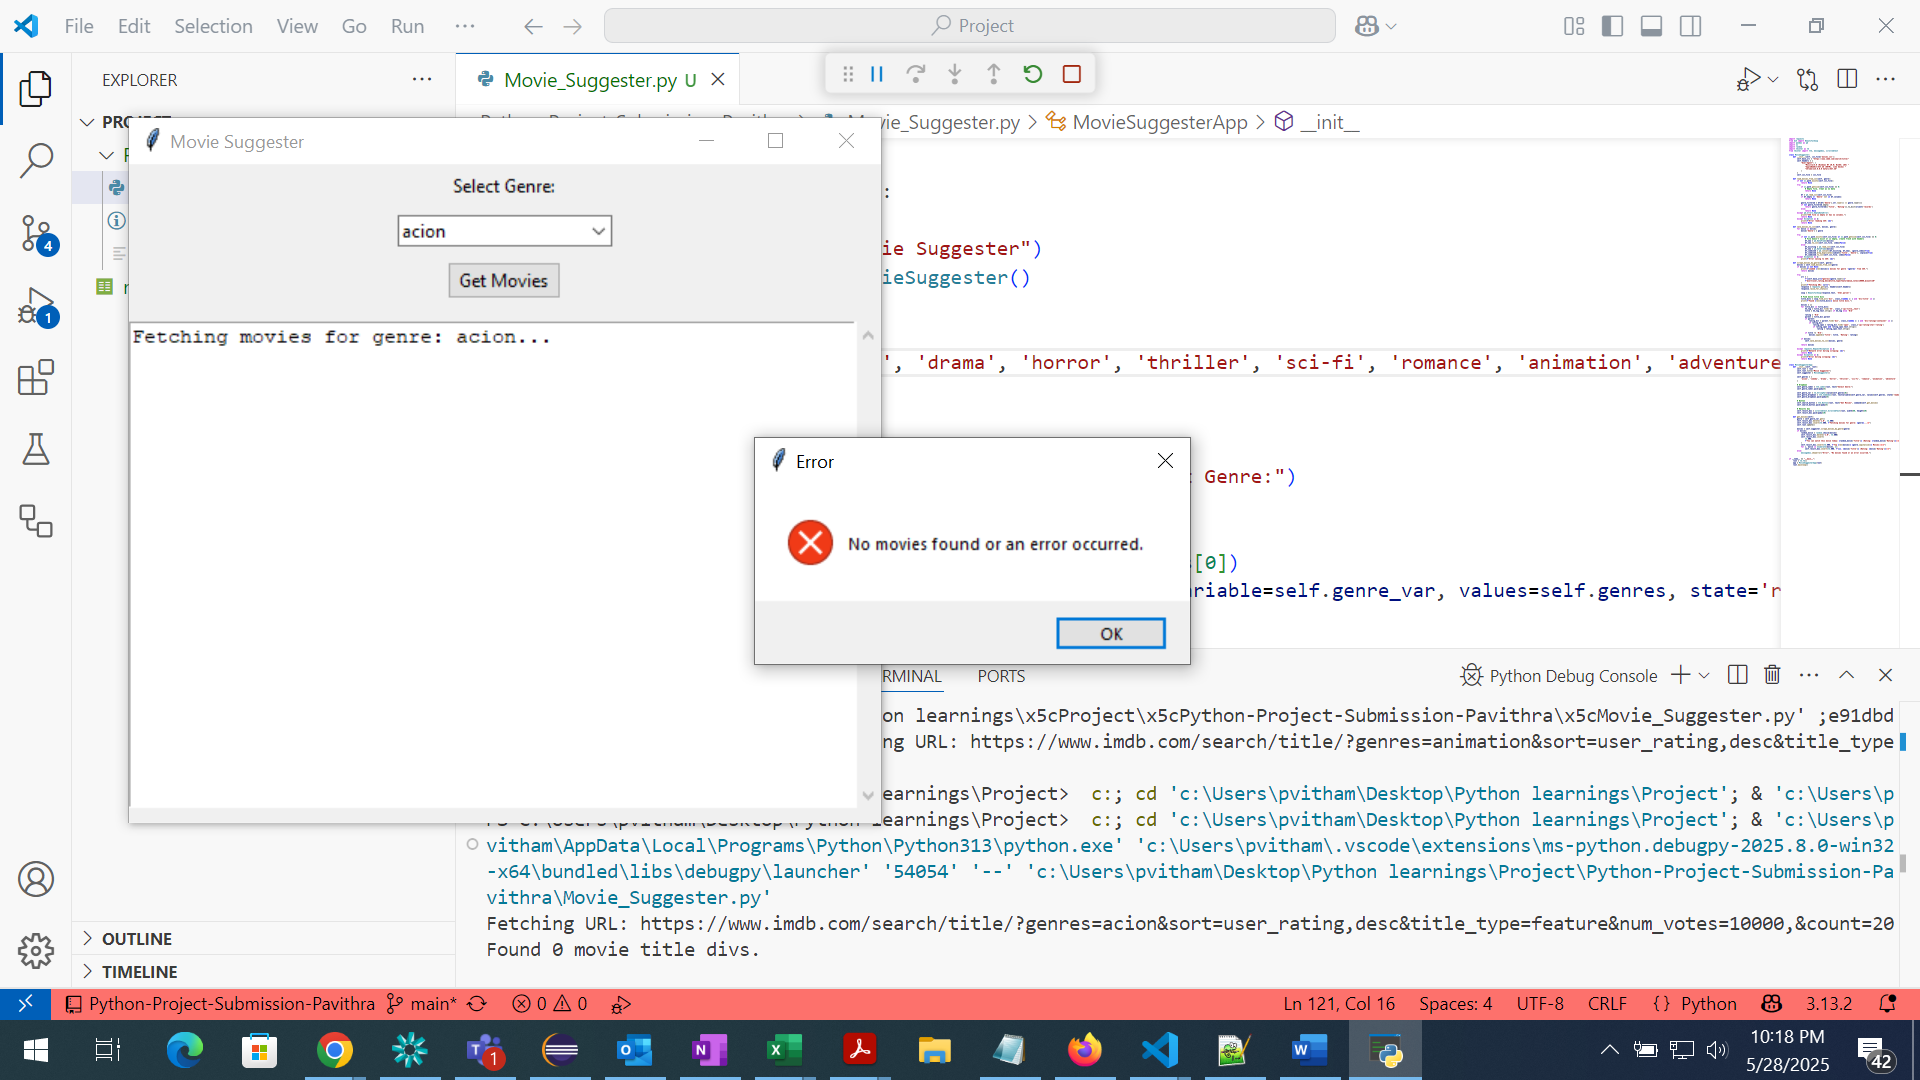 File Edit Selection View Go Run ... Project
EXPLORER ...
Movie_Suggester.py U
Movie_Suggester
Select Genre:
acion
Get Movies
Fetching movies for genre: acion...
_Suggester.py > MovieSuggesterApp > __init__
:
ie Suggester")
ieSuggester()
', 'drama', 'horror', 'thriller', 'sci-fi', 'romance', 'animation', 'adventure
Genre:")
[0])
riable=self.genre_var, values=self.genres, state='r
Error
No movies found or an error occurred.
OK
RMINAL PORTS
Python Debug Console
on learnings\x5cProject\x5cPython-Project-Submission-Pavithra\x5cMovie_Suggester.py' ;e91dbd
ng URL: https://www.imdb.com/search/title/?genres=animation&sort=user_rating,desc&title_type
earnings\Project> c:; cd 'c:\Users\pvitham\Desktop\Python learnings\Project'; & 'c:\Users\p
learnings\Project> c:; cd 'c:\Users\pvitham\Desktop\Python learnings\Project'; & 'c:\Users\p
vitham\AppData\Local\Programs\Python\Python313\python.exe' 'c:\Users\pvitham\.vscode\extensions\ms-python.debugpy-2025.8.0-win32
-x64\bundled\libs\debugpy\launcher' '54054' '--' 'c:\Users\pvitham\Desktop\Python learnings\Project\Python-Project-Submission-Pa
vithra\Movie_Suggester.py'
Fetching URL: https://www.imdb.com/search/title/?genres=acion&sort=user_rating,desc&title_type=feature&num_votes=10000,&count=20
Found 0 movie title divs.
4
1
OUTLINE
TIMELINE
Python-Project-Submission-Pavithra main* 0 0
Ln 121, Col 16 Spaces: 4 UTF-8 CRLF {} Python 3.13.2
1
10:18 PM
5/28/2025
42